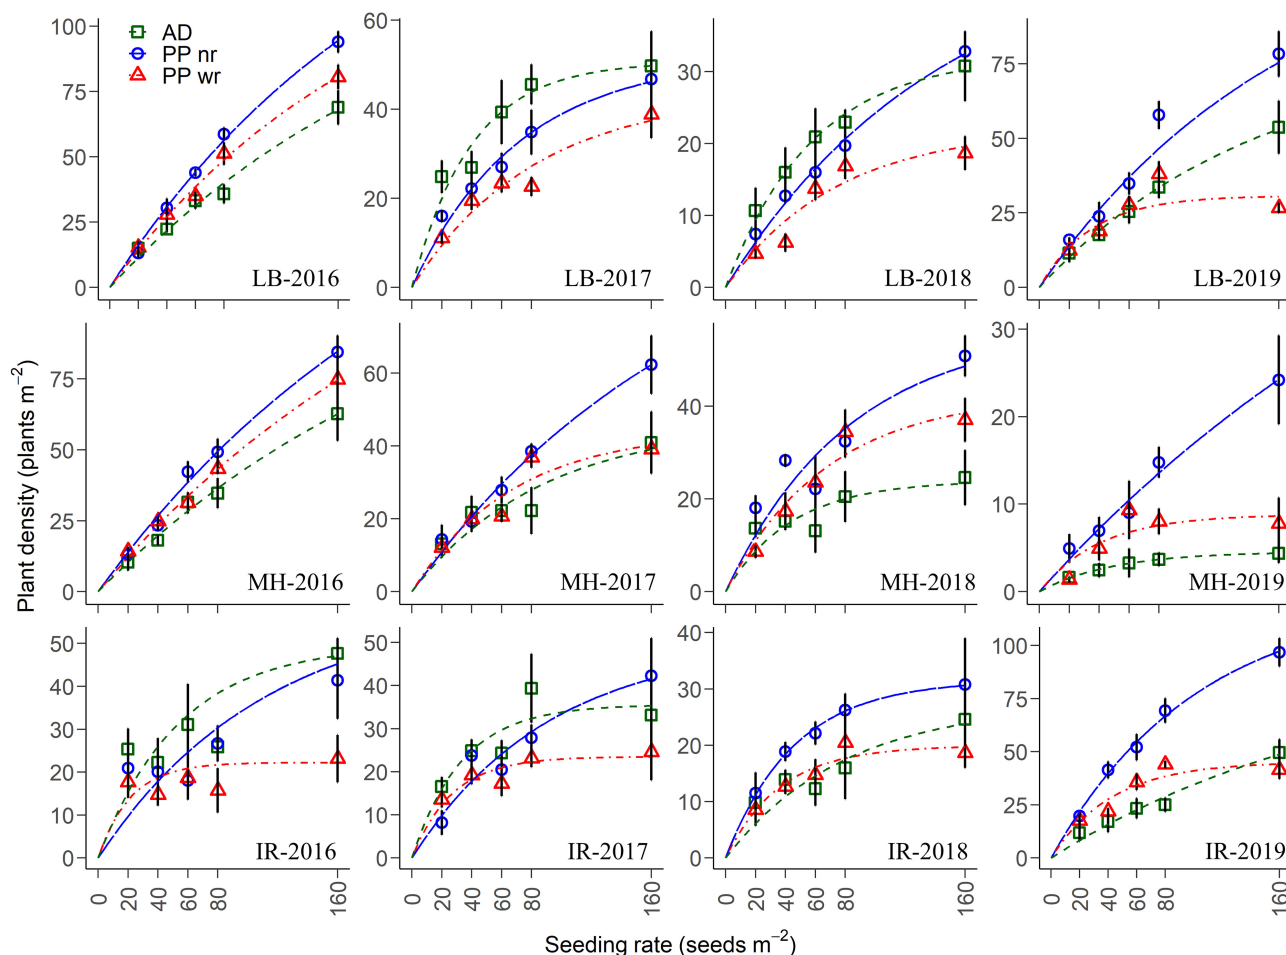 100
75
50
25
0
AD
PP nr
PP wr
LB-2016
60
40
20
0
LB-2017
30
20
10
0
LB-2018
75
50
25
0
LB-2019
Plant density (plants m⁻²)
75
50
25
0
MH-2016
60
40
20
0
MH-2017
40
20
0
MH-2018
30
20
10
0
MH-2019
50
40
30
20
10
0
IR-2016
50
40
30
20
10
0
IR-2017
40
30
20
10
0
IR-2018
100
75
50
25
0
IR-2019
0 20 40 60 80 160
0 20 40 60 80 160
0 20 40 60 80 160
0 20 40 60 80 160
Seeding rate (seeds m⁻²)